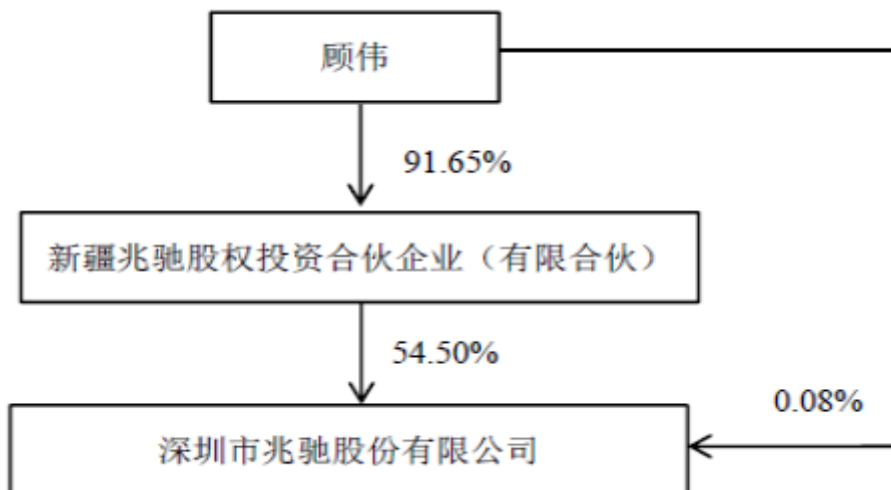 顾伟
91.65%
新疆兆驰股权投资合伙企业（有限合伙）
54.50%
0.08%
深圳市兆驰股份有限公司